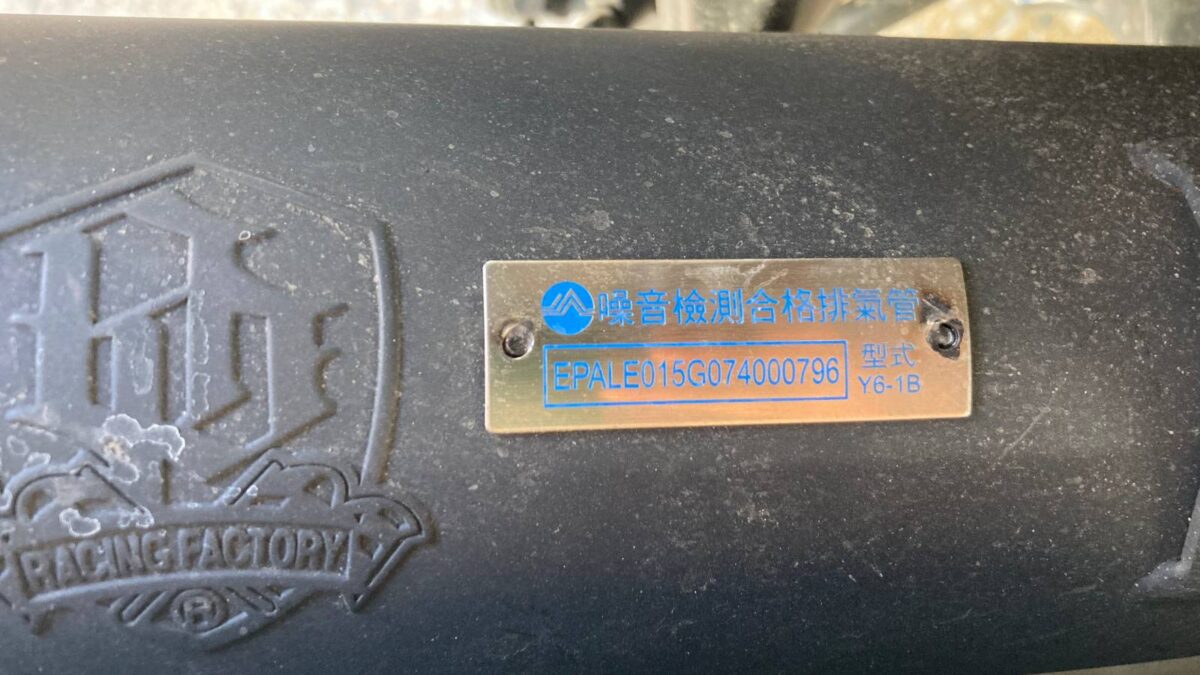 噪音檢測合格排氣管
EPALE015G074000796
型式
Y6-1B
RACING FACTORY
R